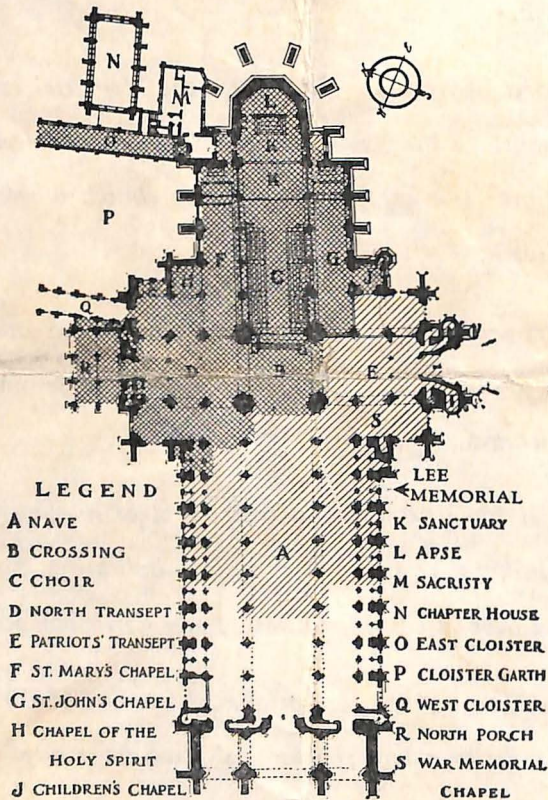 N
M
L
O
K
K
P
F
C
G
H
J
Q
R
D
B
E
S
A
LEGEND
A NAVE
B CROSSING
C CHOIR
D NORTH TRANSEPT
E PATRIOTS' TRANSEPT
F ST. MARY'S CHAPEL
G ST. JOHN'S CHAPEL
H CHAPEL OF THE
HOLY SPIRIT
J CHILDREN'S CHAPEL
LEE
MEMORIAL
K SANCTUARY
L APSE
M SACRISTY
N CHAPTER HOUSE
O EAST CLOISTER
P CLOISTER GARTH
Q WEST CLOISTER
R NORTH PORCH
S WAR MEMORIAL
CHAPEL